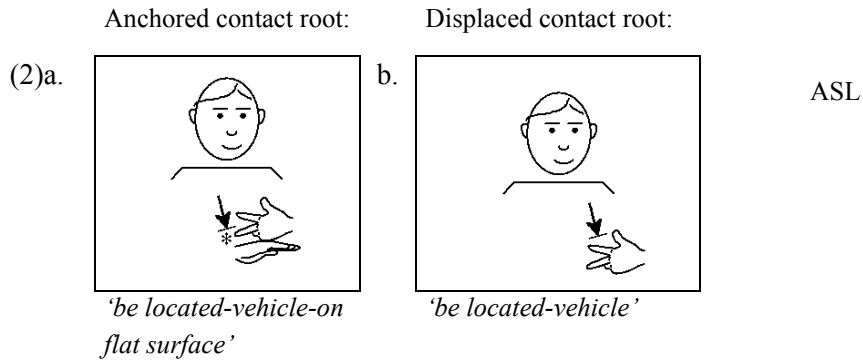 Anchored contact root: Displaced contact root:
(2)a. b. ASL
‘be located-vehicle-on ‘be located-vehicle’
flat surface’